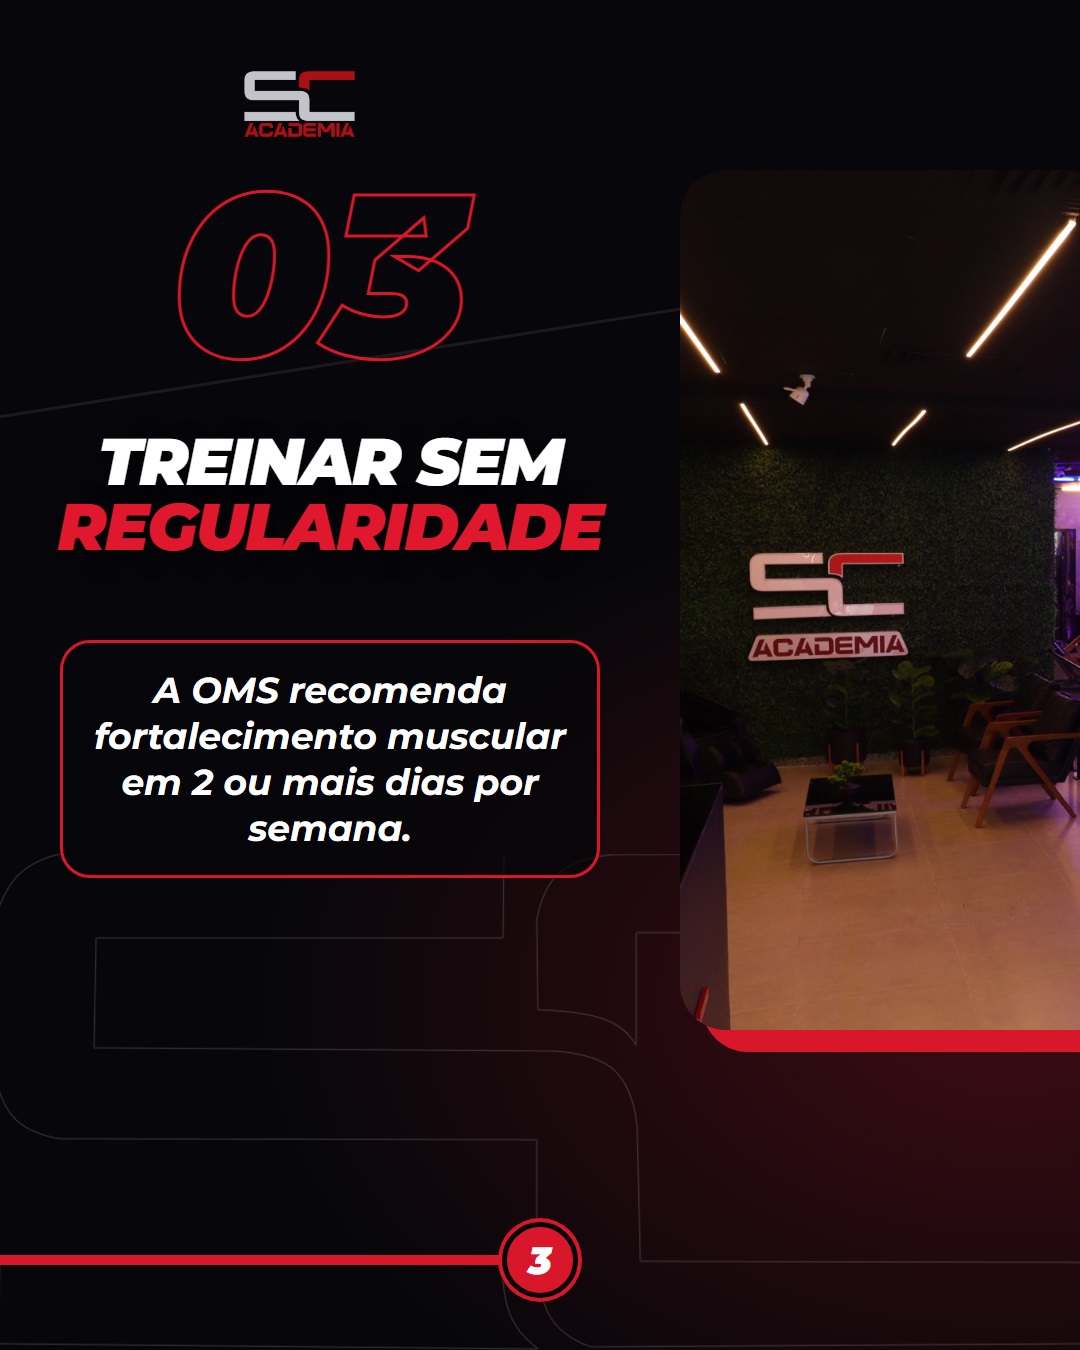 SC
ACADEMIA
03
TREINAR SEM
REGULARIDADE
A OMS recomenda
fortalecimento muscular
em 2 ou mais dias por
semana.
SC
ACADEMIA
3